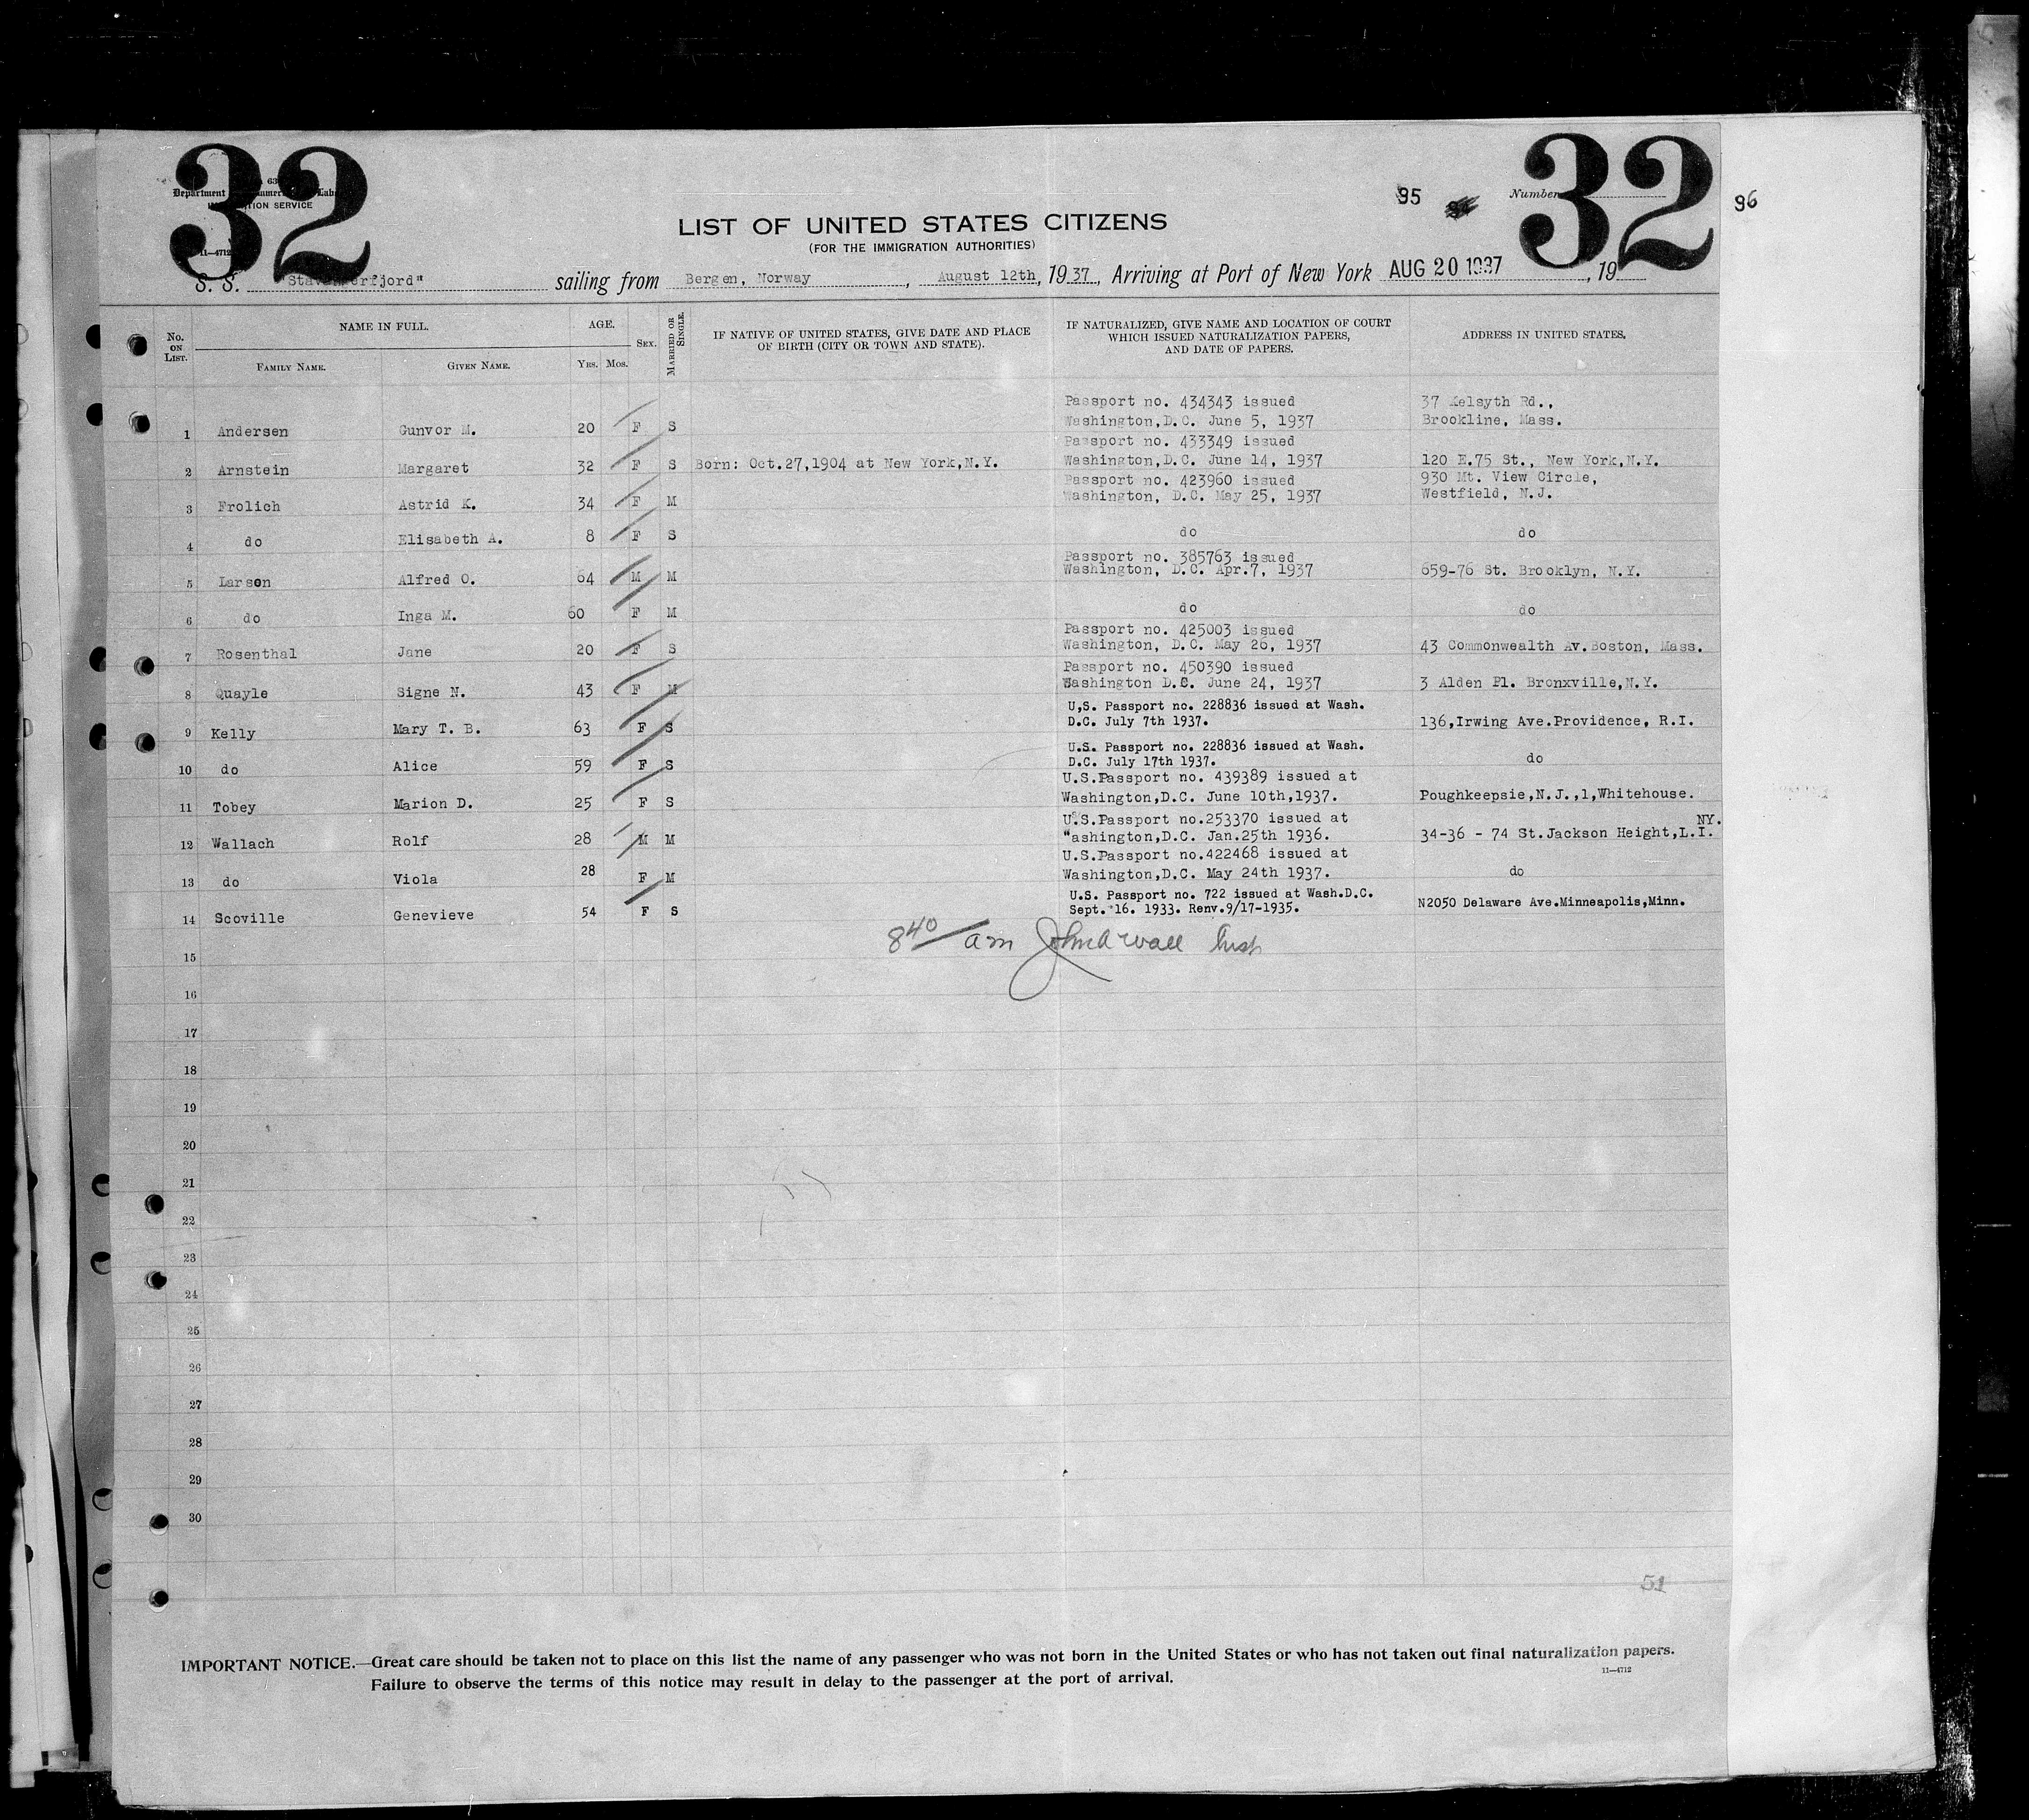 32
32
95
Number
96
INSPECTION SERVICE
11—4712
LIST OF UNITED STATES CITIZENS
(FOR THE IMMIGRATION AUTHORITIES)
S. S. "Stavangerfjord" sailing from Bergen, Norway, August 12th, 1937, Arriving at Port of New York AUG 20 1937, 19
No. ON LIST.
NAME IN FULL.
FAMILY NAME.
GIVEN NAME.
AGE.
YRS. MOS.
SEX.
MARRIED OR SINGLE.
IF NATIVE OF UNITED STATES, GIVE DATE AND PLACE
OF BIRTH (CITY OR TOWN AND STATE).
IF NATURALIZED, GIVE NAME AND LOCATION OF COURT
WHICH ISSUED NATURALIZATION PAPERS,
AND DATE OF PAPERS.
ADDRESS IN UNITED STATES.
Passport no. 434343 issued 37 Kelsyth Rd.,
1 Andersen Gunvor M. 20 F S Washington,D.C. June 5, 1937 Brookline, Mass.
Passport no. 433349 issued
2 Arnstein Margaret 32 F S Born: Oct.27,1904 at New York,N.Y. Washington,D.C. June 14, 1937 120 E.75 St., New York,N.Y.
Passport no. 423960 issued 930 Mt. View Circle,
3 Frolich Astrid K. 34 F M Washington, D.C. May 25, 1937 Westfield, N.J.
4 do Elisabeth A. 8 F S do do
Passport no. 385763 issued
5 Larson Alfred O. 64 M M Washington, D.C. Apr.7, 1937 659-76 St. Brooklyn, N.Y.
6 do Inga M. 60 F M do do
Passport no. 425003 issued
7 Rosenthal Jane 20 F S Washington, D.C. May 26, 1937 43 Commonwealth Av.Boston, Mass.
Passport no. 450390 issued
8 Quayle Signe N. 43 F M Washington D.C. June 24, 1937 3 Alden Pl. Bronxville,N.Y.
U,S. Passport no. 228836 issued at Wash.
9 Kelly Mary T. B. 63 F S D.C. July 7th 1937. 136,Irwing Ave.Providence, R.I.
U.S. Passport no. 228836 issued at Wash.
10 do Alice 59 F S D.C. July 17th 1937. do
U.S.Passport no. 439389 issued at
11 Tobey Marion D. 25 F S Washington,D.C. June 10th,1937. Poughkeepsie,N.J.,1,Whitehouse.
U.S.Passport no.253370 issued at NY.
12 Wallach Rolf 28 M M "ashington,D.C. Jan.25th 1936. 34-36 - 74 St.Jackson Height,L.I.
U.S.Passport no.422468 issued at
13 do Viola 28 F M Washington,D.C. May 24th 1937. do
U.S. Passport no. 722 issued at Wash.D.C.
14 Scoville Genevieve 54 F S Sept. 16. 1933. Renv.9/17-1935. N2050 Delaware Ave.Minneapolis,Minn.
8 40 am Insp
15
16
17
18
19
20
21
22
23
24
25
26
27
28
29
30
51
IMPORTANT NOTICE.—Great care should be taken not to place on this list the name of any passenger who was not born in the United States or who has not taken out final naturalization papers.
Failure to observe the terms of this notice may result in delay to the passenger at the port of arrival.
11—4712